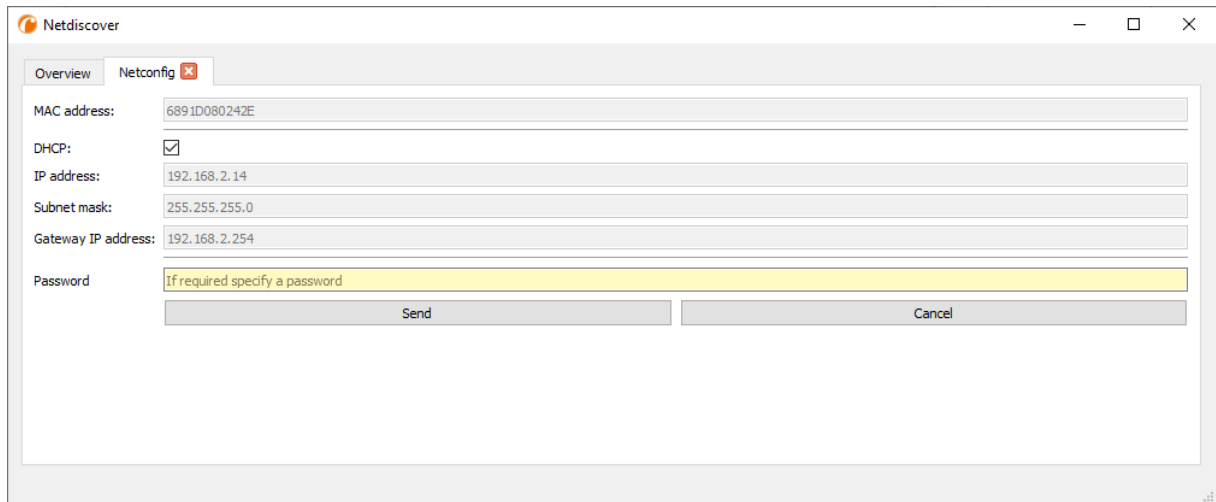 Netdiscover
Overview Netconfig
MAC address: 6891D080242E
DHCP:
IP address: 192.168.2.14
Subnet mask: 255.255.255.0
Gateway IP address: 192.168.2.254
Password If required specify a password
Send Cancel